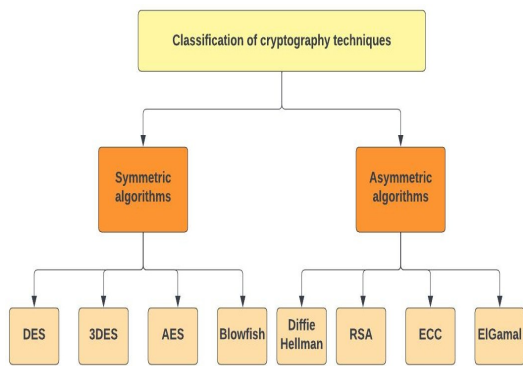 Classification of cryptography techniques
Symmetric
algorithms
Asymmetric
algorithms
DES
3DES
AES
Blowfish
Diffie
Hellman
RSA
ECC
ElGamal